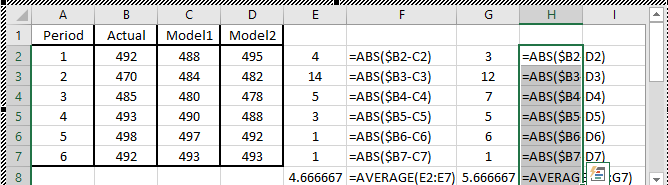 A B C D E F G H I
1 Period Actual Model1 Model2
2 1 492 488 495 4 =ABS($B2-C2) 3 =ABS($B2 D2)
3 2 470 484 482 14 =ABS($B3-C3) 12 =ABS($B3 D3)
4 3 485 480 478 5 =ABS($B4-C4) 7 =ABS($B4 D4)
5 4 493 490 488 3 =ABS($B5-C5) 5 =ABS($B5 D5)
6 5 498 497 492 1 =ABS($B6-C6) 6 =ABS($B6 D6)
7 6 492 493 493 1 =ABS($B7-C7) 1 =ABS($B7 D7)
8 4.666667 =AVERAGE(E2:E7) 5.666667 =AVERAG G7)